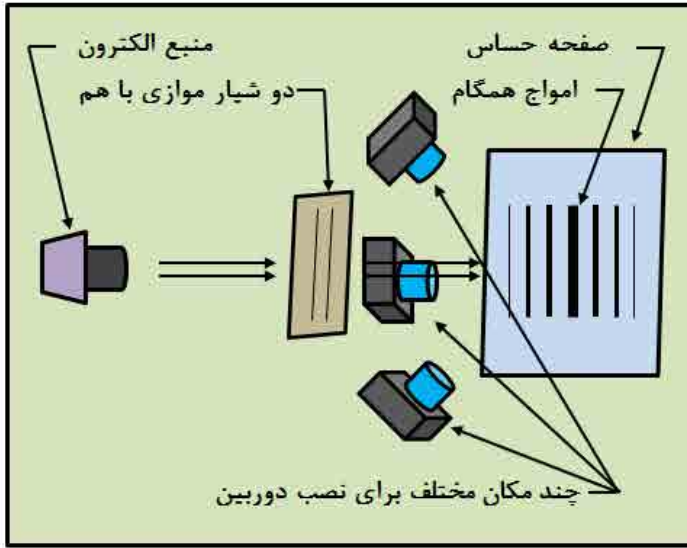 منبع الکترون
صفحه حساس
دو شیار موازی با هم
امواج همگام
چند مکان مختلف برای نصب دوربین